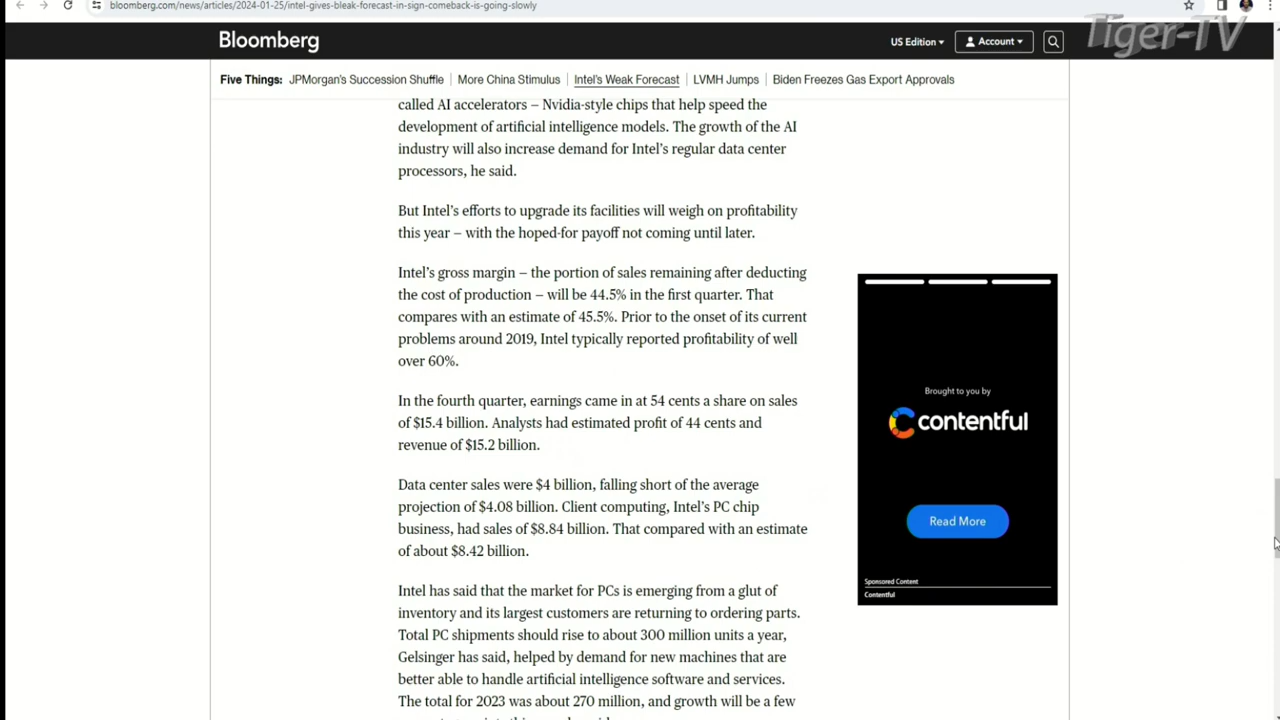 bloomberg.com/news/articles/2024-01-25/intel-gives-bleak-forecast-in-sign-comeback-is-going-slowly
Tiger-TV
Bloomberg
US Edition
Account
Five Things: JPMorgan's Succession Shuffle | More China Stimulus | Intel's Weak Forecast | LVMH Jumps | Biden Freezes Gas Export Approvals
called AI accelerators – Nvidia-style chips that help speed the
development of artificial intelligence models. The growth of the AI
industry will also increase demand for Intel's regular data center
processors, he said.
But Intel's efforts to upgrade its facilities will weigh on profitability
this year – with the hoped-for payoff not coming until later.
Intel's gross margin – the portion of sales remaining after deducting
the cost of production – will be 44.5% in the first quarter. That
compares with an estimate of 45.5%. Prior to the onset of its current
problems around 2019, Intel typically reported profitability of well
over 60%.
In the fourth quarter, earnings came in at 54 cents a share on sales
of $15.4 billion. Analysts had estimated profit of 44 cents and
revenue of $15.2 billion.
Data center sales were $4 billion, falling short of the average
projection of $4.08 billion. Client computing, Intel's PC chip
business, had sales of $8.84 billion. That compared with an estimate
of about $8.42 billion.
Intel has said that the market for PCs is emerging from a glut of
inventory and its largest customers are returning to ordering parts.
Total PC shipments should rise to about 300 million units a year,
Gelsinger has said, helped by demand for new machines that are
better able to handle artificial intelligence software and services.
The total for 2023 was about 270 million, and growth will be a few
Brought to you by
contentful
Read More
Sponsored Content
Contentful